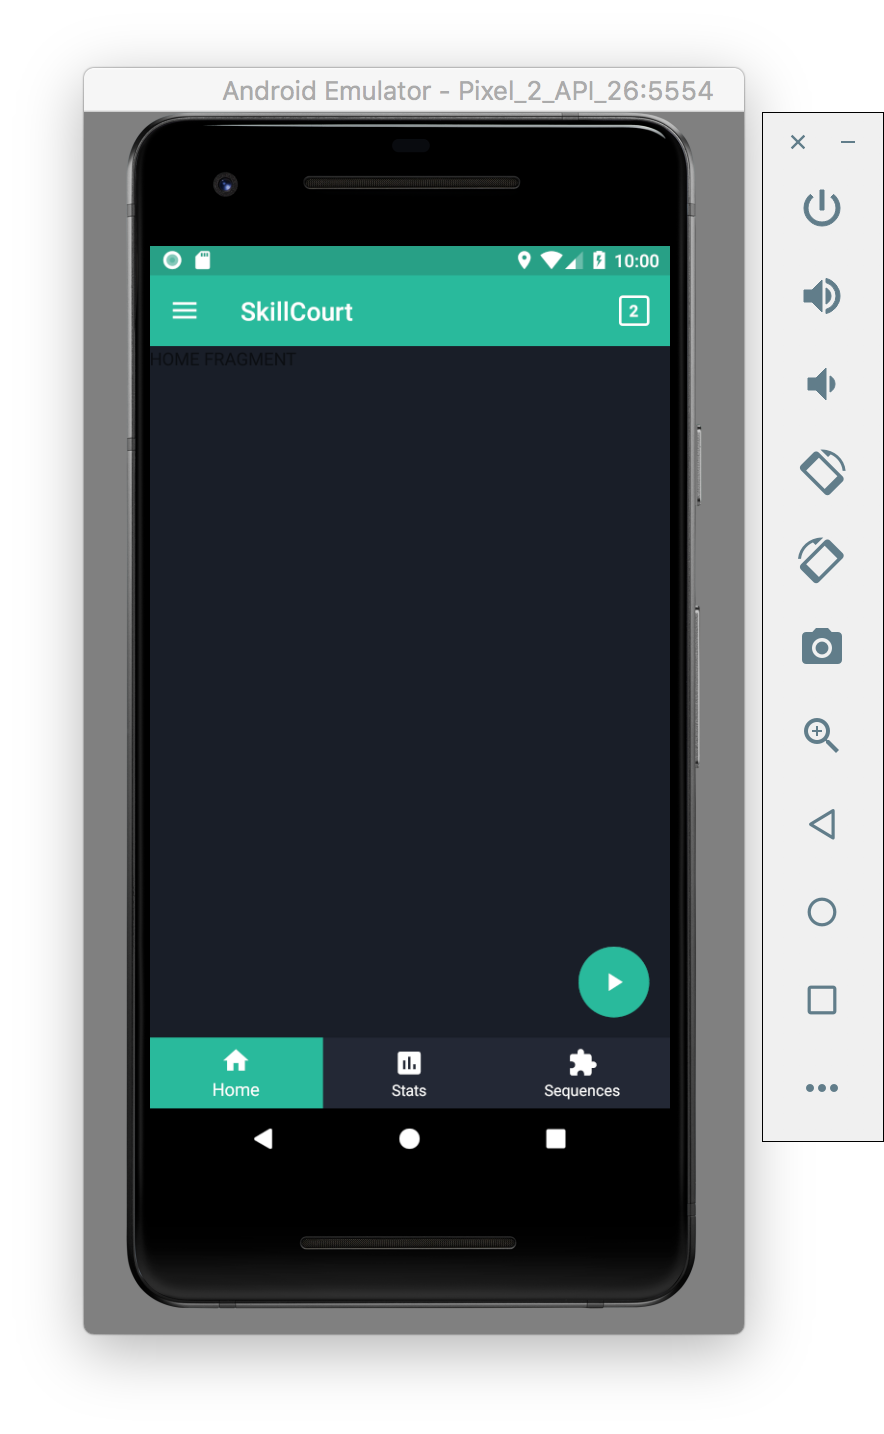 Android Emulator - Pixel_2_API_26:5554
10:00
SkillCourt
2
HOME FRAGMENT
Home
Stats
Sequences